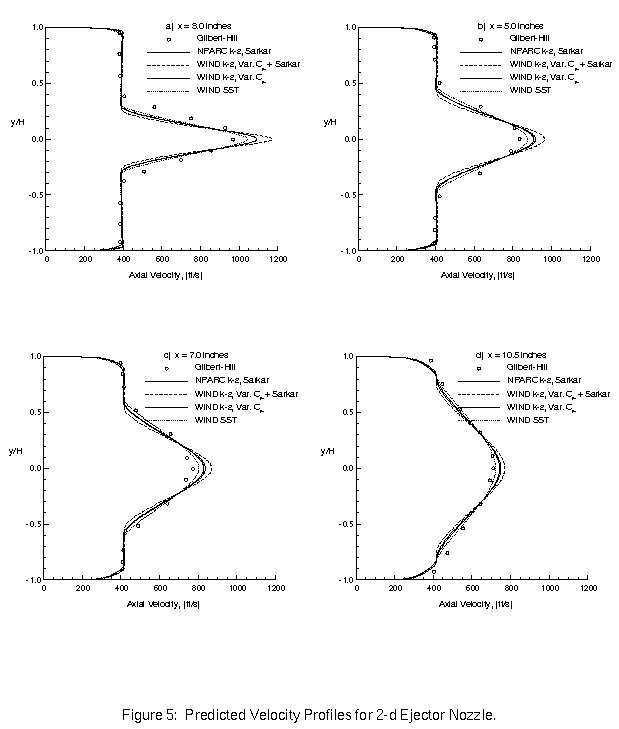 a) x = 3.0 inches
Gilbert-Hill
NPARC k-ε, Sarkar
WIND k-ε, Var. Cμ + Sarkar
WIND k-ε, Var. Cμ
WIND SST
1.0
0.5
y/H
0.0
-0.5
-1.0
0 200 400 600 800 1000 1200
Axial Velocity, |ft/s|
b) x = 5.0 inches
Gilbert-Hill
NPARC k-ε, Sarkar
WIND k-ε, Var. Cμ + Sarkar
WIND k-ε, Var. Cμ
WIND SST
1.0
0.5
y/H
0.0
-0.5
-1.0
0 200 400 600 800 1000 1200
Axial Velocity, |ft/s|
c) x = 7.0 inches
Gilbert-Hill
NPARC k-ε, Sarkar
WIND k-ε, Var. Cμ + Sarkar
WIND k-ε, Var. Cμ
WIND SST
1.0
0.5
y/H
0.0
-0.5
-1.0
0 200 400 600 800 1000 1200
Axial Velocity, |ft/s|
d) x = 10.5 inches
Gilbert-Hill
NPARC k-ε, Sarkar
WIND k-ε, Var. Cμ + Sarkar
WIND k-ε, Var. Cμ
WIND SST
1.0
0.5
y/H
0.0
-0.5
-1.0
0 200 400 600 800 1000 1200
Axial Velocity, |ft/s|
Figure 5: Predicted Velocity Profiles for 2-d Ejector Nozzle.